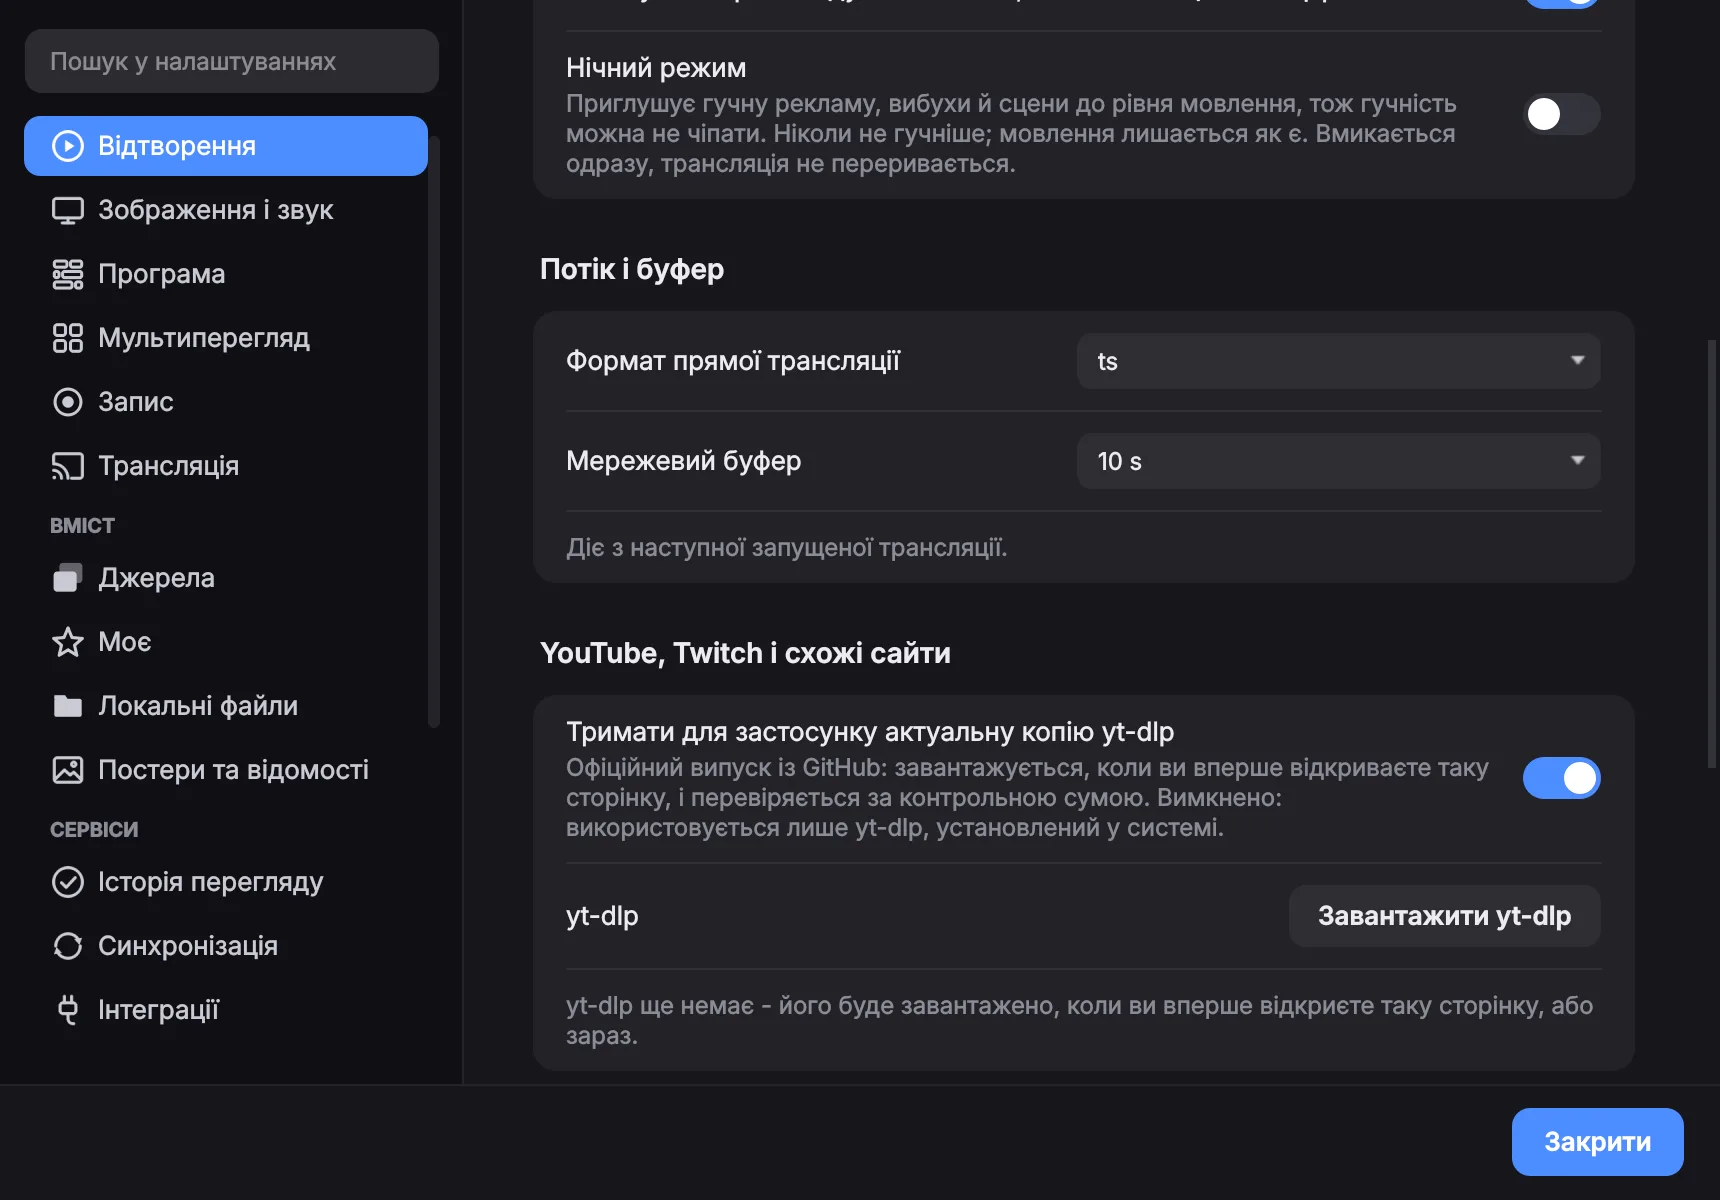 Пошук у налаштуваннях
Відтворення
Зображення і звук
Програма
Мультиперегляд
Запис
Трансляція
ВМІСТ
Джерела
Моє
Локальні файли
Постери та відомості
СЕРВІСИ
Історія перегляду
Синхронізація
Інтеграції
Нічний режим
Приглушує гучну рекламу, вибухи й сцени до рівня мовлення, тож гучність
можна не чіпати. Ніколи не гучніше; мовлення лишається як є. Вмикається
одразу, трансляція не переривається.
Потік і буфер
Формат прямої трансляції
ts
Мережевий буфер
10 s
Діє з наступної запущеної трансляції.
YouTube, Twitch і схожі сайти
Тримати для застосунку актуальну копію yt-dlp
Офіційний випуск із GitHub: завантажується, коли ви вперше відкриваєте таку
сторінку, і перевіряється за контрольною сумою. Вимкнено:
використовується лише yt-dlp, установлений у системі.
yt-dlp
Завантажити yt-dlp
yt-dlp ще немає - його буде завантажено, коли ви вперше відкриєте таку сторінку, або
зараз.
Закрити